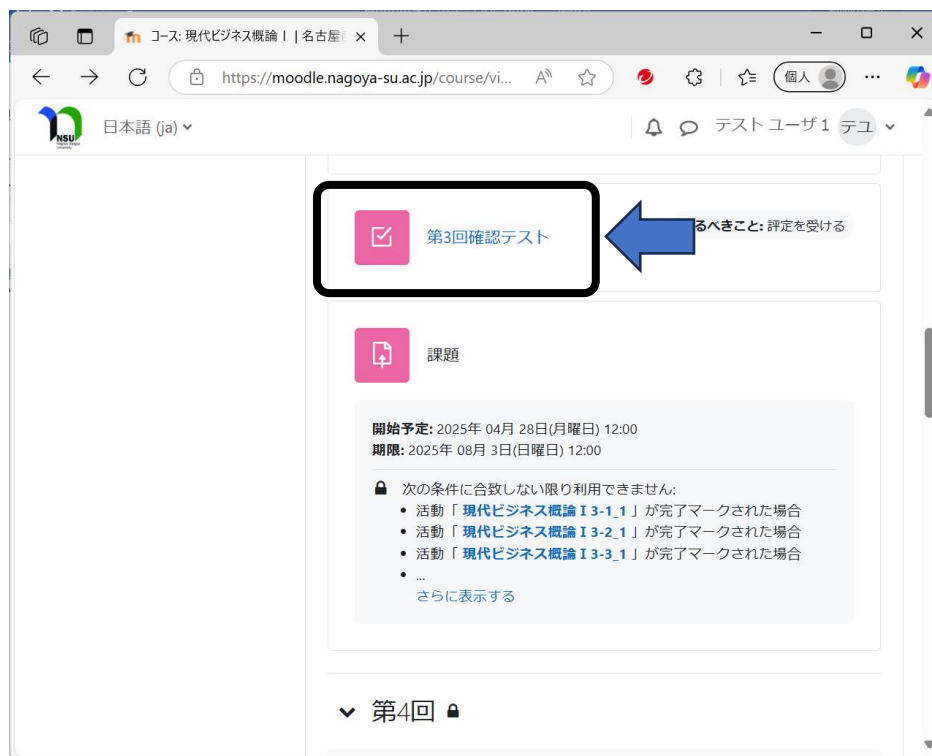 コース: 現代ビジネス概論Ⅰ | 名古屋
https://moodle.nagoya-su.ac.jp/course/vi...
個人
NSU
日本語 (ja)
テスト ユーザ 1
テユ
第3回確認テスト
るべきこと: 評定を受ける
課題
開始予定: 2025年 04月 28日(月曜日) 12:00
期限: 2025年 08月 3日(日曜日) 12:00
次の条件に合致しない限り利用できません:
• 活動「 現代ビジネス概論Ⅰ3-1_1 」が完了マークされた場合
• 活動「 現代ビジネス概論Ⅰ3-2_1 」が完了マークされた場合
• 活動「 現代ビジネス概論Ⅰ3-3_1 」が完了マークされた場合
• ...
さらに表示する
第4回